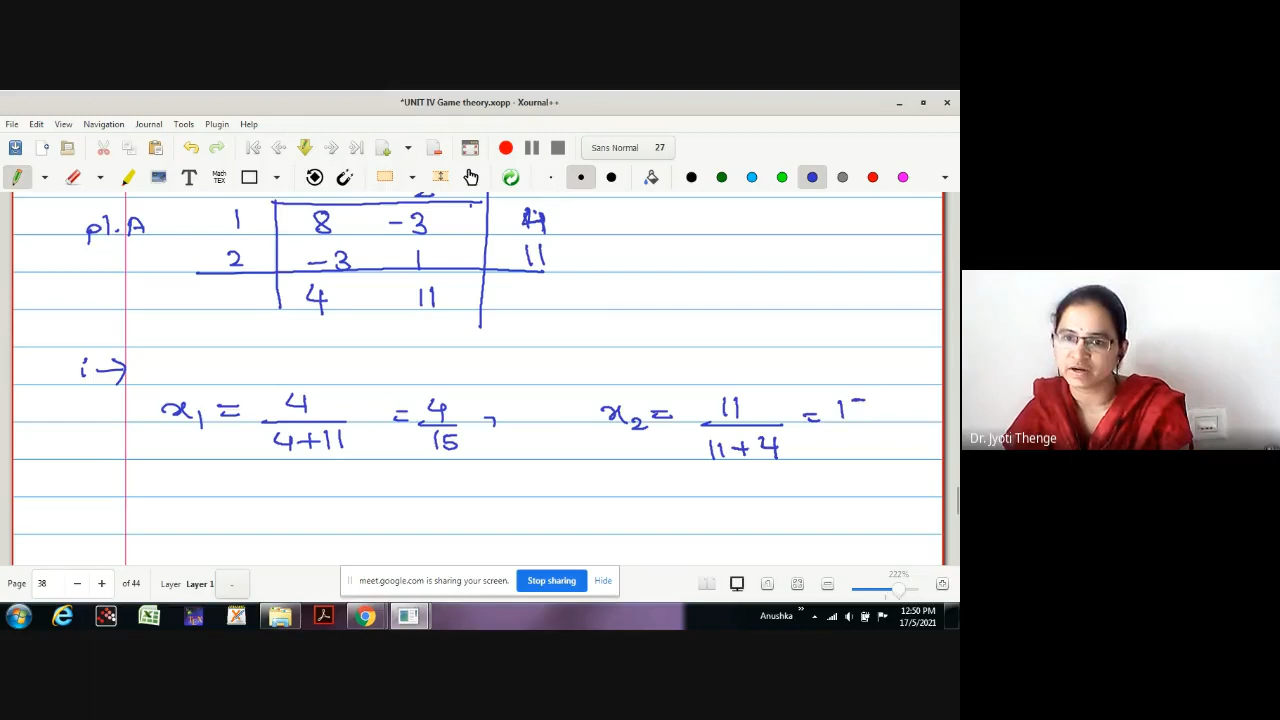 *UNIT IV Game theory.xopp - Xournal++
File Edit View Navigation Journal Tools Plugin Help
Sans Normal 27
T Math TEX
pl.A 1 8 -3
2 -3 1 11
4 11
i →
x1 = 4/(4+11) = 4/15 , x2 = 11/(11+4) =
Dr. Jyoti Thenge
Page 38 of 44 Layer Layer 1
222%
meet.google.com is sharing your screen. Stop sharing Hide
Anushka
12:50 PM
17/5/2021